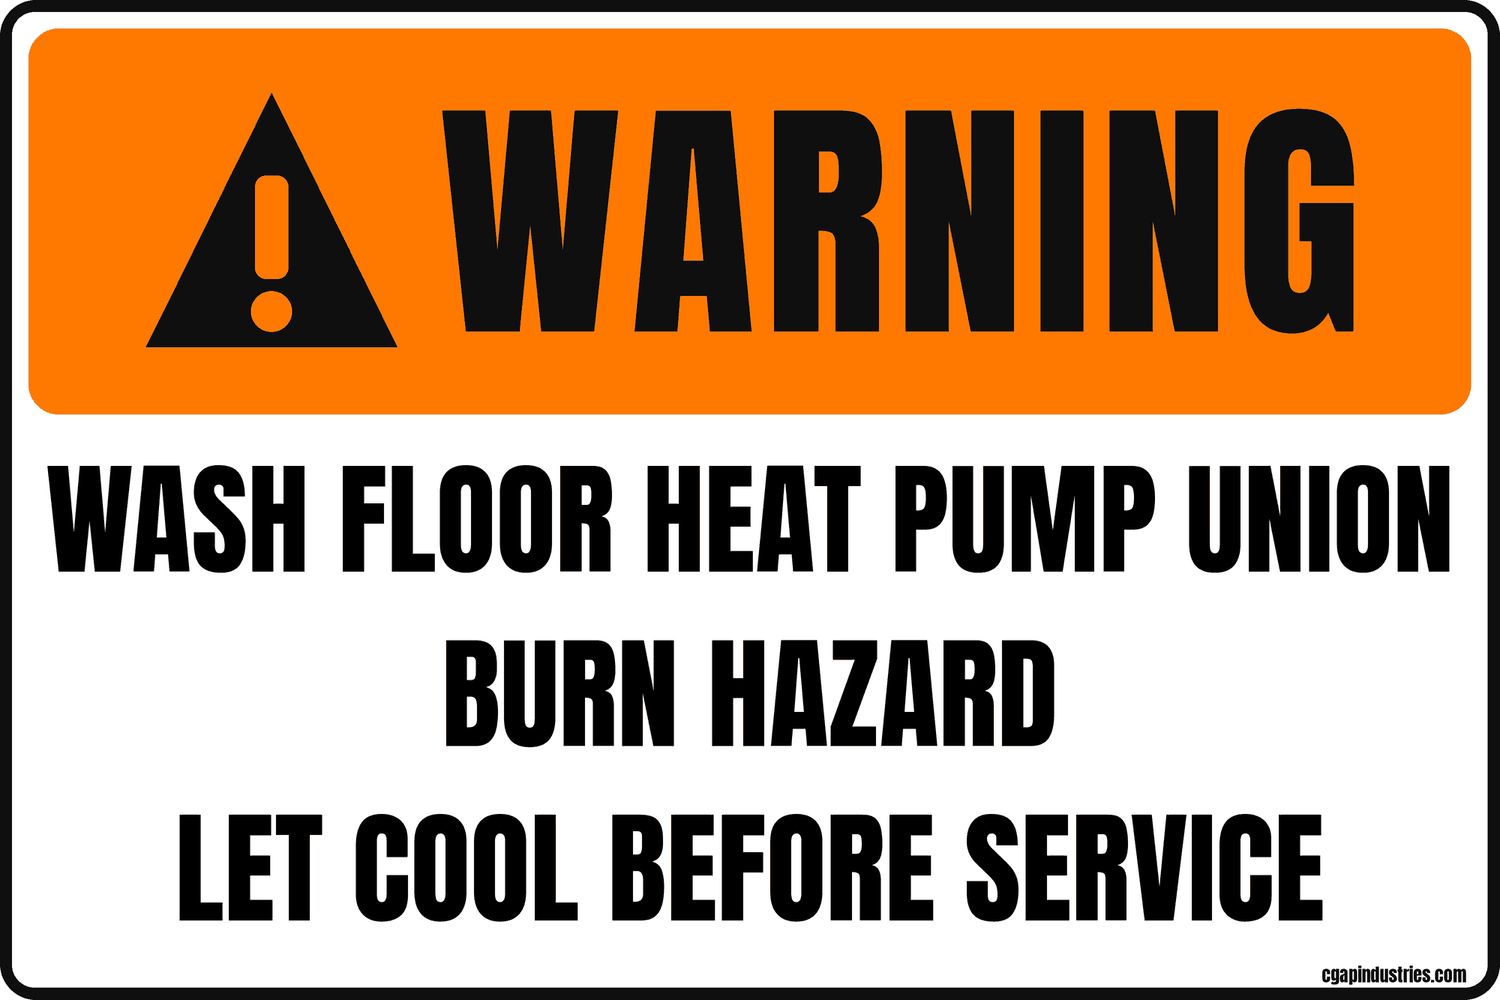 WARNING
WASH FLOOR HEAT PUMP UNION
BURN HAZARD
LET COOL BEFORE SERVICE
cgapindustries.com